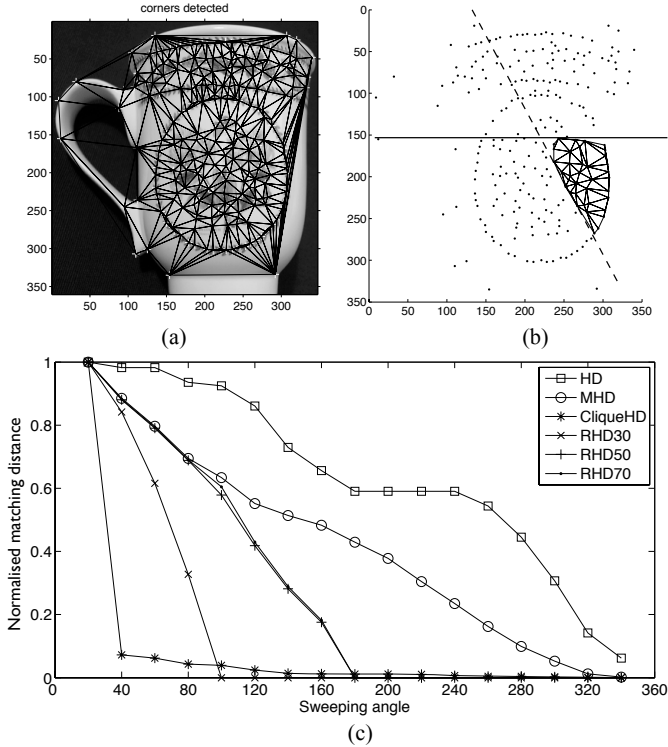 corners detected
50
100
150
200
250
300
350
50 100 150 200 250 300
(a)
0
50
100
150
200
250
300
350
0 50 100 150 200 250 300 350
(b)
1
0.8
0.6
0.4
0.2
0
Normalised matching distance
HD
MHD
CliqueHD
RHD30
RHD50
RHD70
0 40 80 120 160 200 240 280 320 360
Sweeping angle
(c)